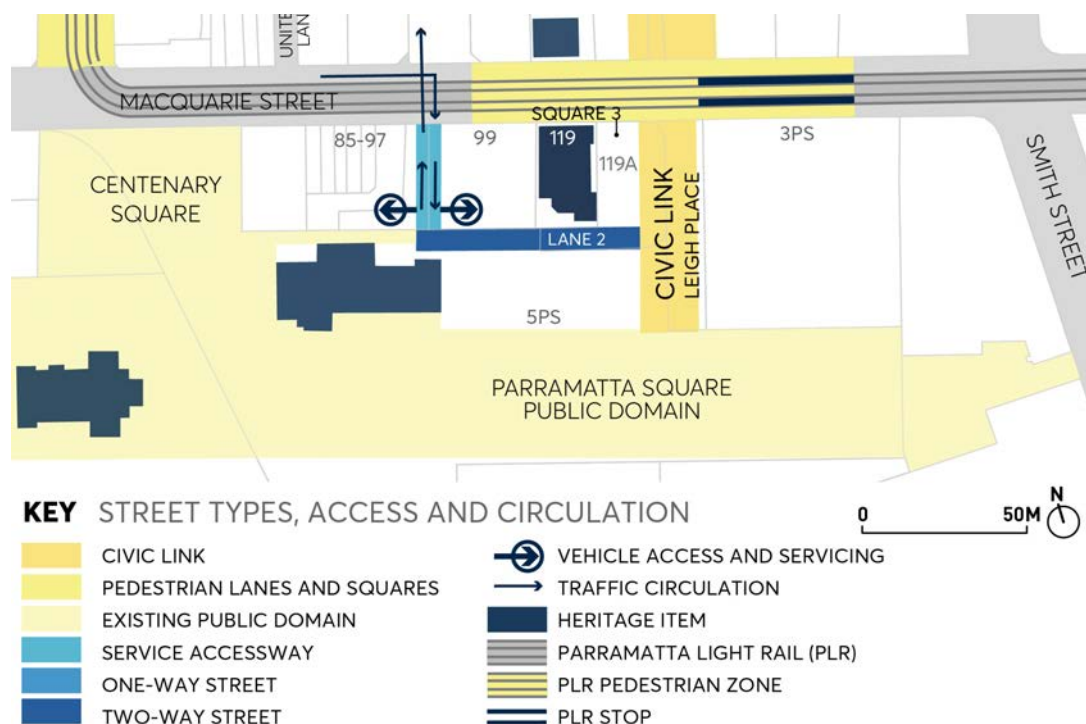 UNITE
LAN
MACQUARIE STREET
SQUARE 3
85-97
99
119
119A
3PS
CENTENARY
SQUARE
CIVIC LINK
LEIGH PLACE
SMITH STREET
LANE 2
5PS
PARRAMATTA SQUARE
PUBLIC DOMAIN
KEY STREET TYPES, ACCESS AND CIRCULATION
0 50M N
CIVIC LINK
PEDESTRIAN LANES AND SQUARES
EXISTING PUBLIC DOMAIN
SERVICE ACCESSWAY
ONE-WAY STREET
TWO-WAY STREET
VEHICLE ACCESS AND SERVICING
TRAFFIC CIRCULATION
HERITAGE ITEM
PARRAMATTA LIGHT RAIL (PLR)
PLR PEDESTRIAN ZONE
PLR STOP